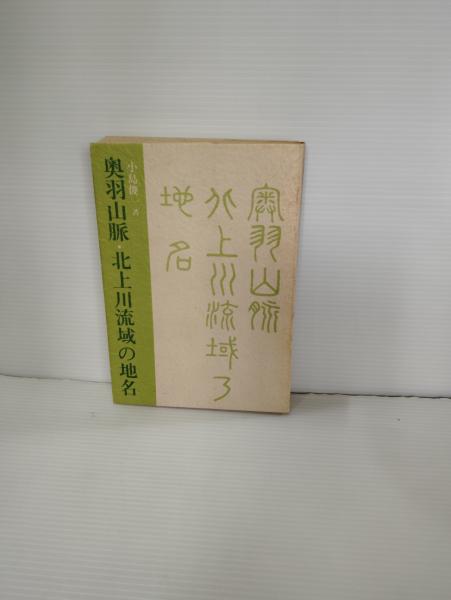 奥羽山脈
北上川流域の
地名
小島俊一 著
奥羽山脈・北上川流域の地名